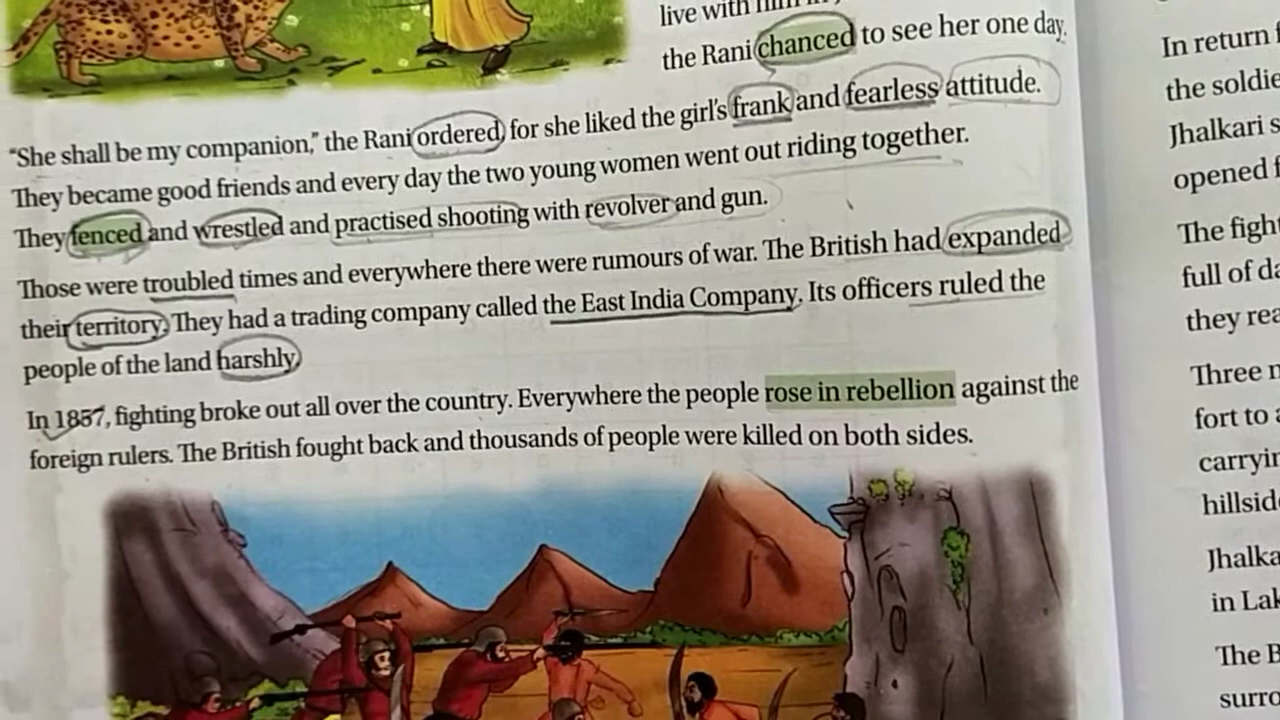 live with him in
the Rani chanced to see her one day.
"She shall be my companion," the Rani ordered, for she liked the girl's frank and fearless attitude.
They became good friends and every day the two young women went out riding together.
They fenced and wrestled and practised shooting with revolver and gun.
Those were troubled times and everywhere there were rumours of war. The British had expanded
their territory. They had a trading company called the East India Company. Its officers ruled the
people of the land harshly.
In 1857, fighting broke out all over the country. Everywhere the people rose in rebellion against the
foreign rulers. The British fought back and thousands of people were killed on both sides.
In return
the soldie
Jhalkari s
opened f
The fight
full of da
they rea
Three m
fort to
carryin
hillsid
Jhalka
in Lak
The B
surro